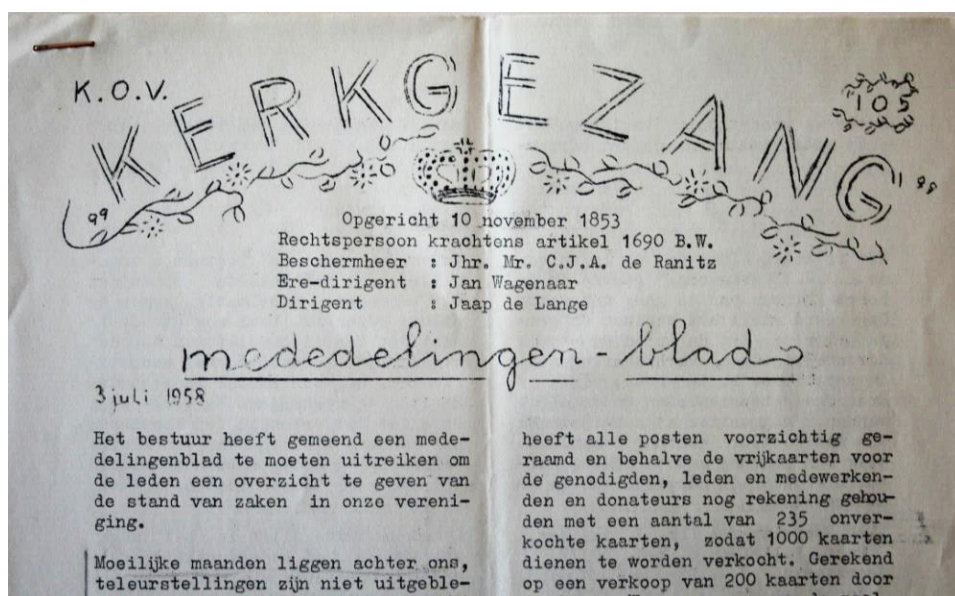 K.O.V.
KERKGEZANG
105
Opgericht 10 november 1853
Rechtspersoon krachtens artikel 1690 B.W.
Beschermheer : Jhr. Mr. C.J.A. de Ranitz
Ere-dirigent : Jan Wagenaar
Dirigent : Jaap de Lange
mededelingen-blad
3 juli 1958
Het bestuur heeft gemeend een mede-
delingenblad te moeten uitreiken om
de leden een overzicht te geven van
de stand van zaken in onze vereni-
ging.
Moeilijke maanden liggen achter ons,
teleurstellingen zijn niet uitgeble-
heeft alle posten voorzichtig ge-
raamd en behalve de vrijkaarten voor
de genodigden, leden en medewerken-
den en donateurs nog rekening gehou-
den met een aantal van 235 onver-
kochte kaarten, zodat 1000 kaarten
dienen te worden verkocht. Gerekend
op een verkoop van 200 kaarten door